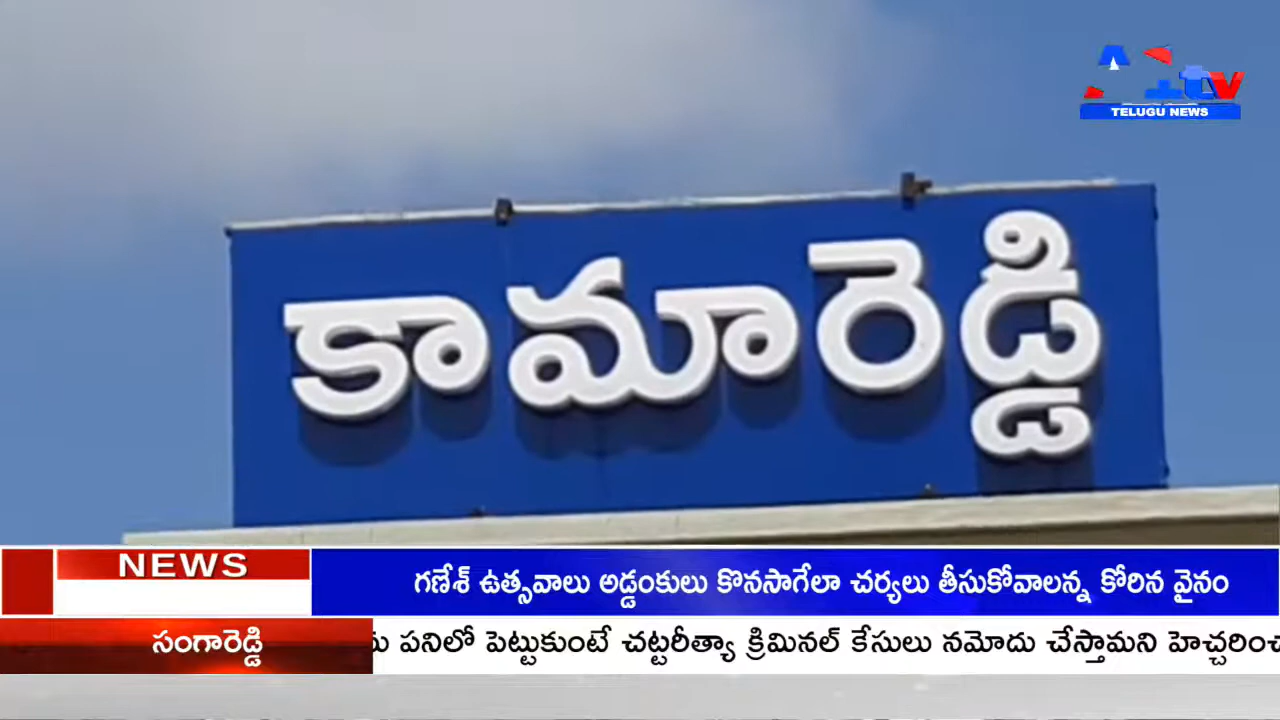 TELUGU NEWS
కామారెడ్డి
NEWS
గణేశ్ ఉత్సవాలు అడ్డంకులు కొనసాగేలా చర్యలు తీసుకోవాలన్న కోరిన వైనం
సంగారెడ్డి
పనిలో పెట్టుకుంటే చట్టరీత్యా క్రిమినల్ కేసులు నమోదు చేస్తామని